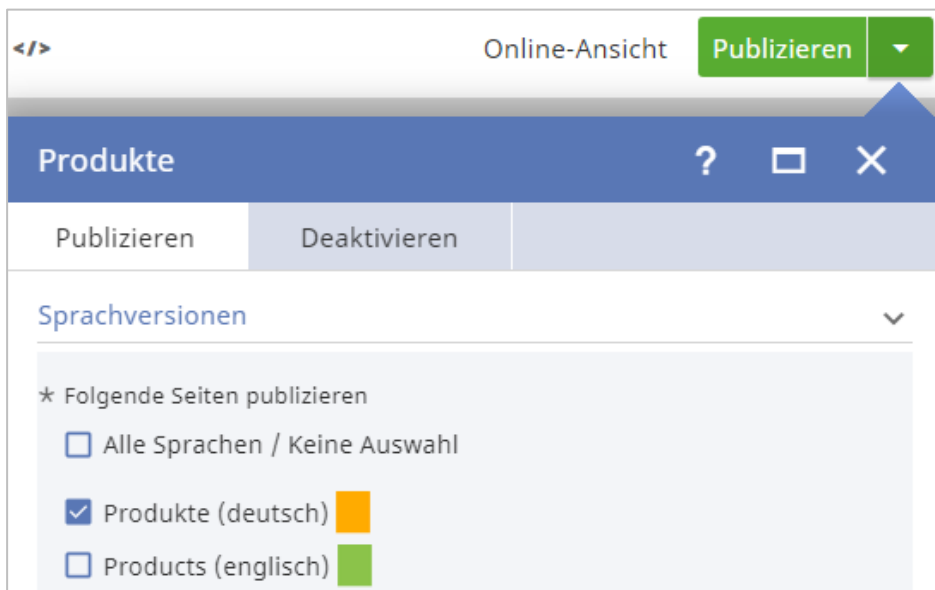 </> Online-Ansicht Publizieren
Produkte ?
Publizieren Deaktivieren
Sprachversionen
* Folgende Seiten publizieren
Alle Sprachen / Keine Auswahl
Produkte (deutsch)
Products (englisch)